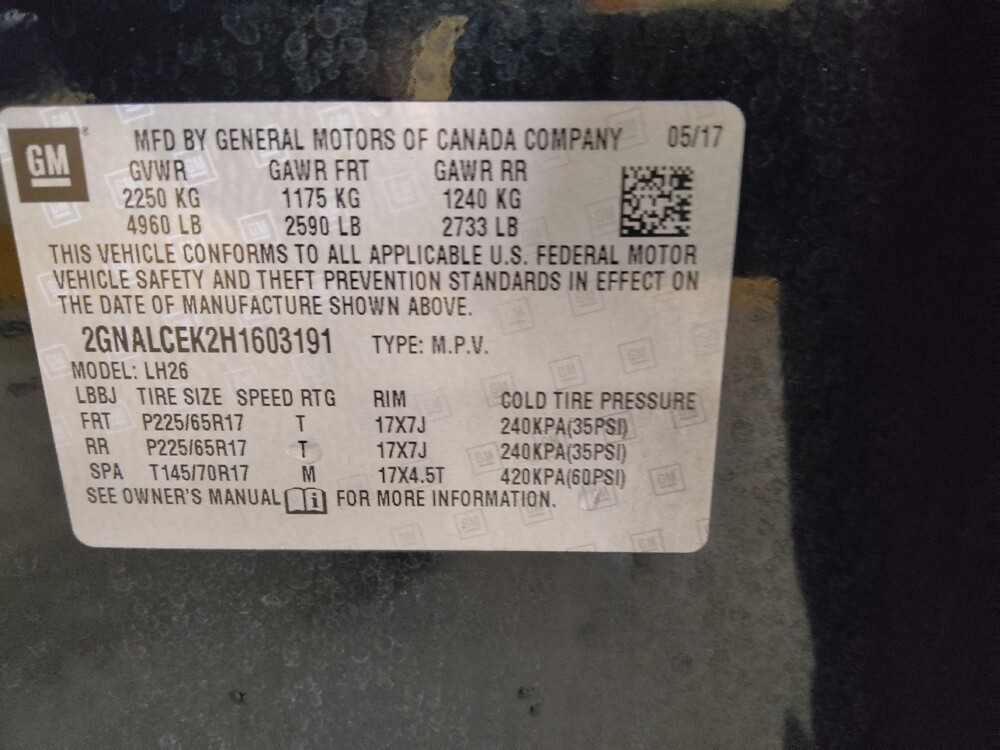 GM
MFD BY GENERAL MOTORS OF CANADA COMPANY 05/17
GVWR GAWR FRT GAWR RR
2250 KG 1175 KG 1240 KG
4960 LB 2590 LB 2733 LB
THIS VEHICLE CONFORMS TO ALL APPLICABLE U.S. FEDERAL MOTOR
VEHICLE SAFETY AND THEFT PREVENTION STANDARDS IN EFFECT ON
THE DATE OF MANUFACTURE SHOWN ABOVE.
2GNALCEK2H1603191 TYPE: M.P.V.
MODEL: LH26
LBBJ TIRE SIZE SPEED RTG RIM COLD TIRE PRESSURE
FRT P225/65R17 T 17X7J 240KPA(35PSI)
RR P225/65R17 T 17X7J 240KPA(35PSI)
SPA T145/70R17 M 17X4.5T 420KPA(60PSI)
SEE OWNER'S MANUAL i FOR MORE INFORMATION.